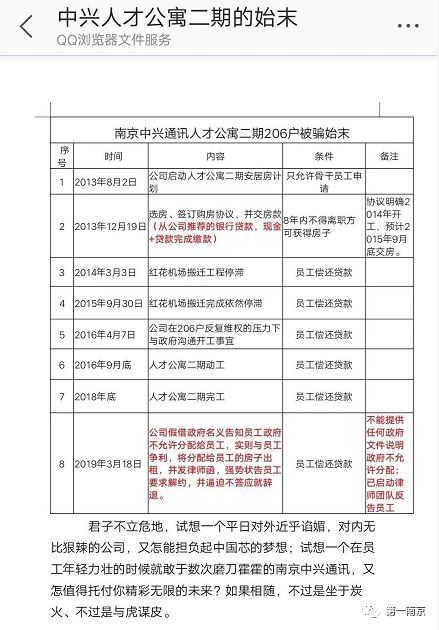 中兴人才公寓二期的始末
QQ浏览器文件服务
南京中兴通讯人才公寓二期206户被骗始末
序号 时间 内容 条件 备注
1 2013年8月2日 公司启动人才公寓二期安居房计划 只允许骨干员工申请
2 2013年12月19日 选房、签订购房协议，并交房款（从公司推荐的银行贷款，现金+贷款完成缴款） 8年内不得离职方可获得房子 协议明确2014年开工，预计2015年9月底交房。
3 2014年3月3日 红花机场搬迁工程停滞 员工偿还贷款
4 2015年9月30日 红花机场搬迁完成依然停滞 员工偿还贷款
5 2016年4月7日 公司在206户反复维权的压力下与政府沟通开工事宜 员工偿还贷款
6 2016年9月底 人才公寓二期动工 员工偿还贷款
7 2018年底 人才公寓二期完工 员工偿还贷款
8 2019年3月18日 公司假借政府名义告知员工政府不允许分配给员工，实则与员工争利，将分配给员工的房子出租，并发律师函，强势状告员工要求解约，并逼迫不答应就辞退。 员工偿还贷款 不能提供任何政府文件说明政府不允许分配；已启动律师团队反告员工
君子不立危地，试想一个平日对外近乎谄媚，对内无
比狠辣的公司，又怎能担负起中国芯的梦想；试想一个在员
工年轻力壮的时候就敢于数次磨刀霍霍的南京中兴通讯，又
怎值得托付你精彩无限的未来？如果相随，不过是坐于炭
火、不过是与虎谋皮。
第一南京